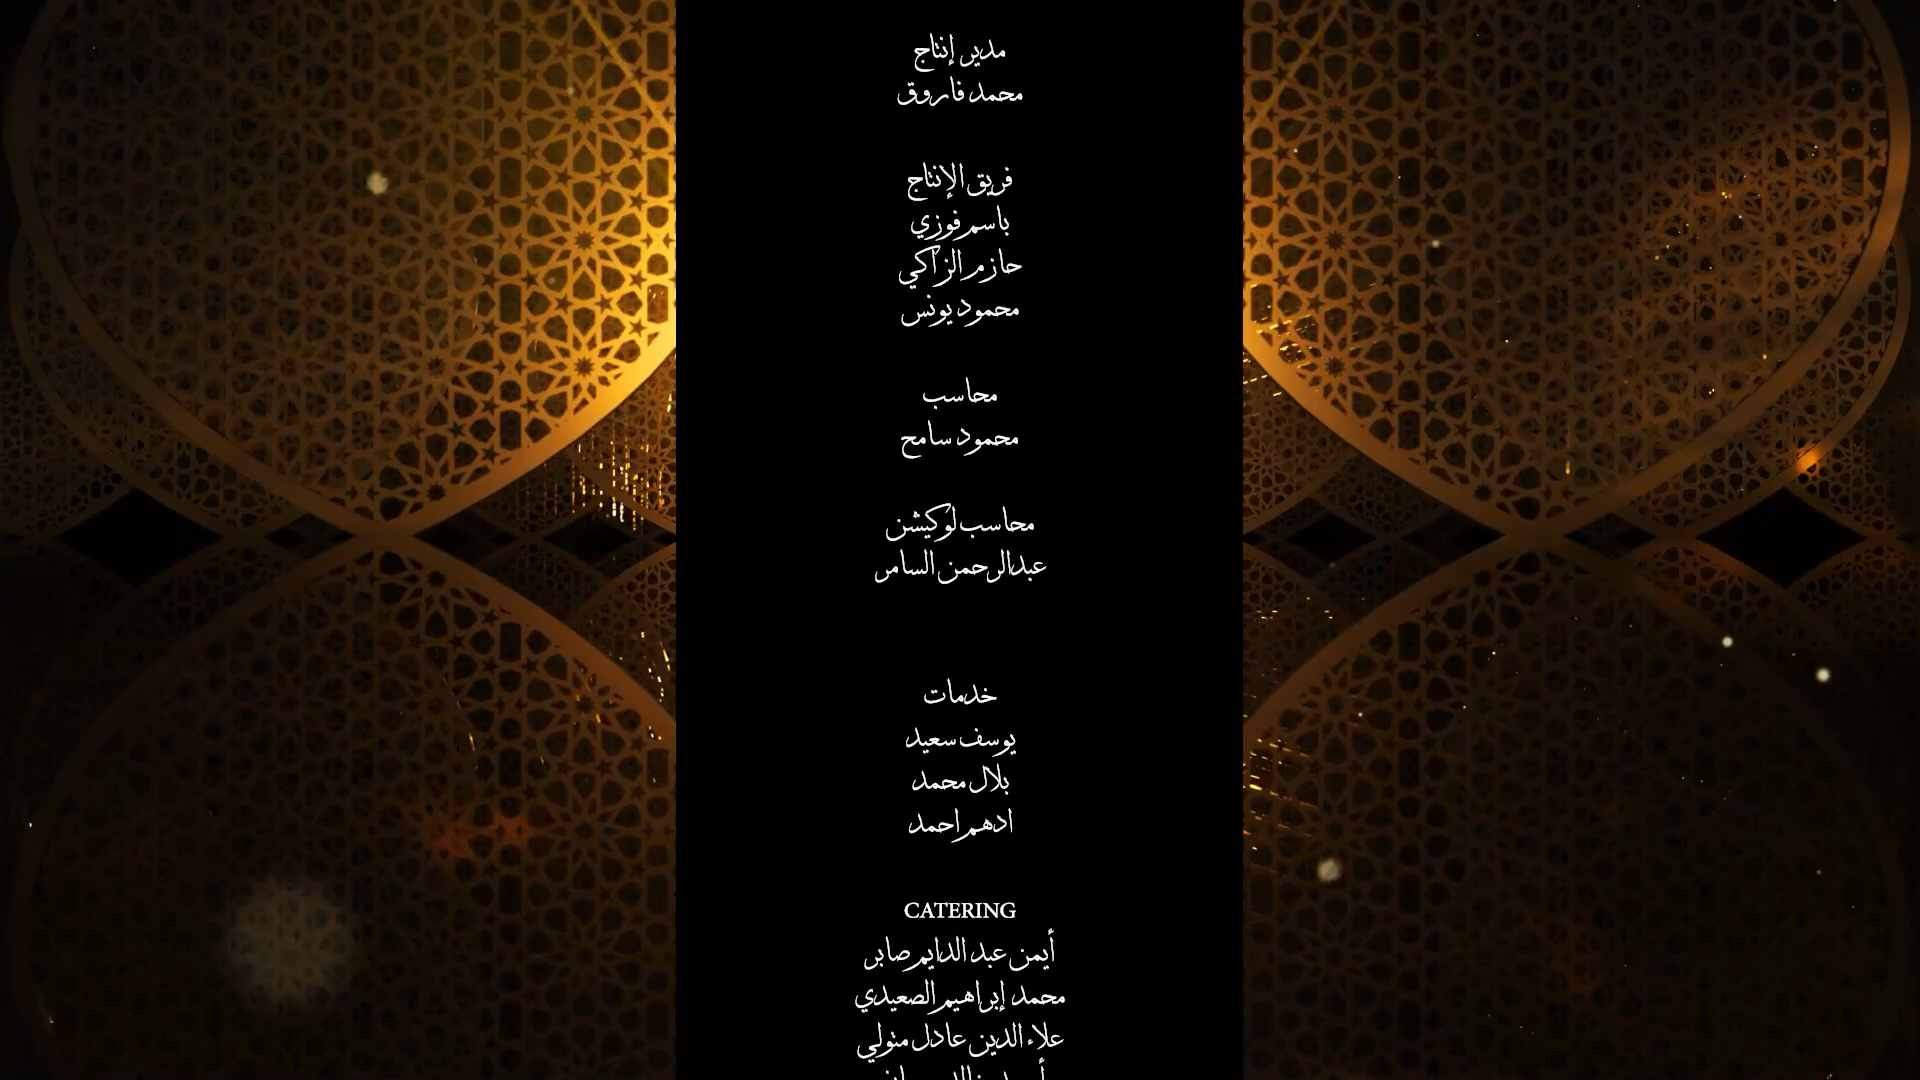 مدير إنتاج
محمد فاروق
فريق الإنتاج
باسم فوزي
حازم الزاكي
محمود يونس
محاسب
محمود سامح
محاسب لوكيشن
عبدالرحمن السامر
خدمات
يوسف سعيد
بلال محمد
ادهم احمد
CATERING
أيمن عبد الدايم صابر
محمد إبراهيم الصعيدي
علاء الدين عادل متولي